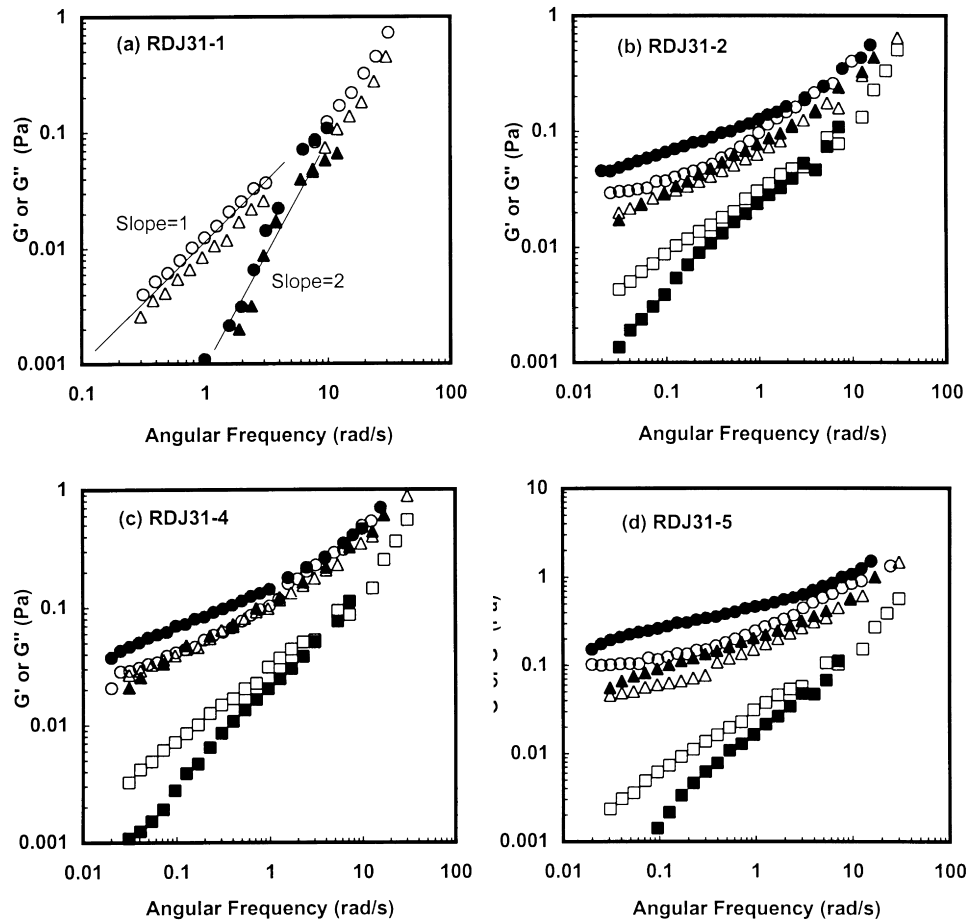 1
(a) RDJ31-1
0.1
G' or G" (Pa)
Slope=1
0.01
Slope=2
0.001
0.1 1 10 100
Angular Frequency (rad/s)
1
(b) RDJ31-2
0.1
G' or G" (Pa)
0.01
0.001
0.01 0.1 1 10 100
Angular Frequency (rad/s)
1
(c) RDJ31-4
0.1
G' or G" (Pa)
0.01
0.001
0.01 0.1 1 10 100
Angular Frequency (rad/s)
10
(d) RDJ31-5
1
0.1
0.01
0.001
0.01 0.1 1 10 100
Angular Frequency (rad/s)